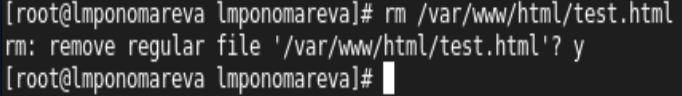 [root@lmponomareva lmponomareva]# rm /var/www/html/test.html
rm: remove regular file '/var/www/html/test.html'? y
[root@lmponomareva lmponomareva]#